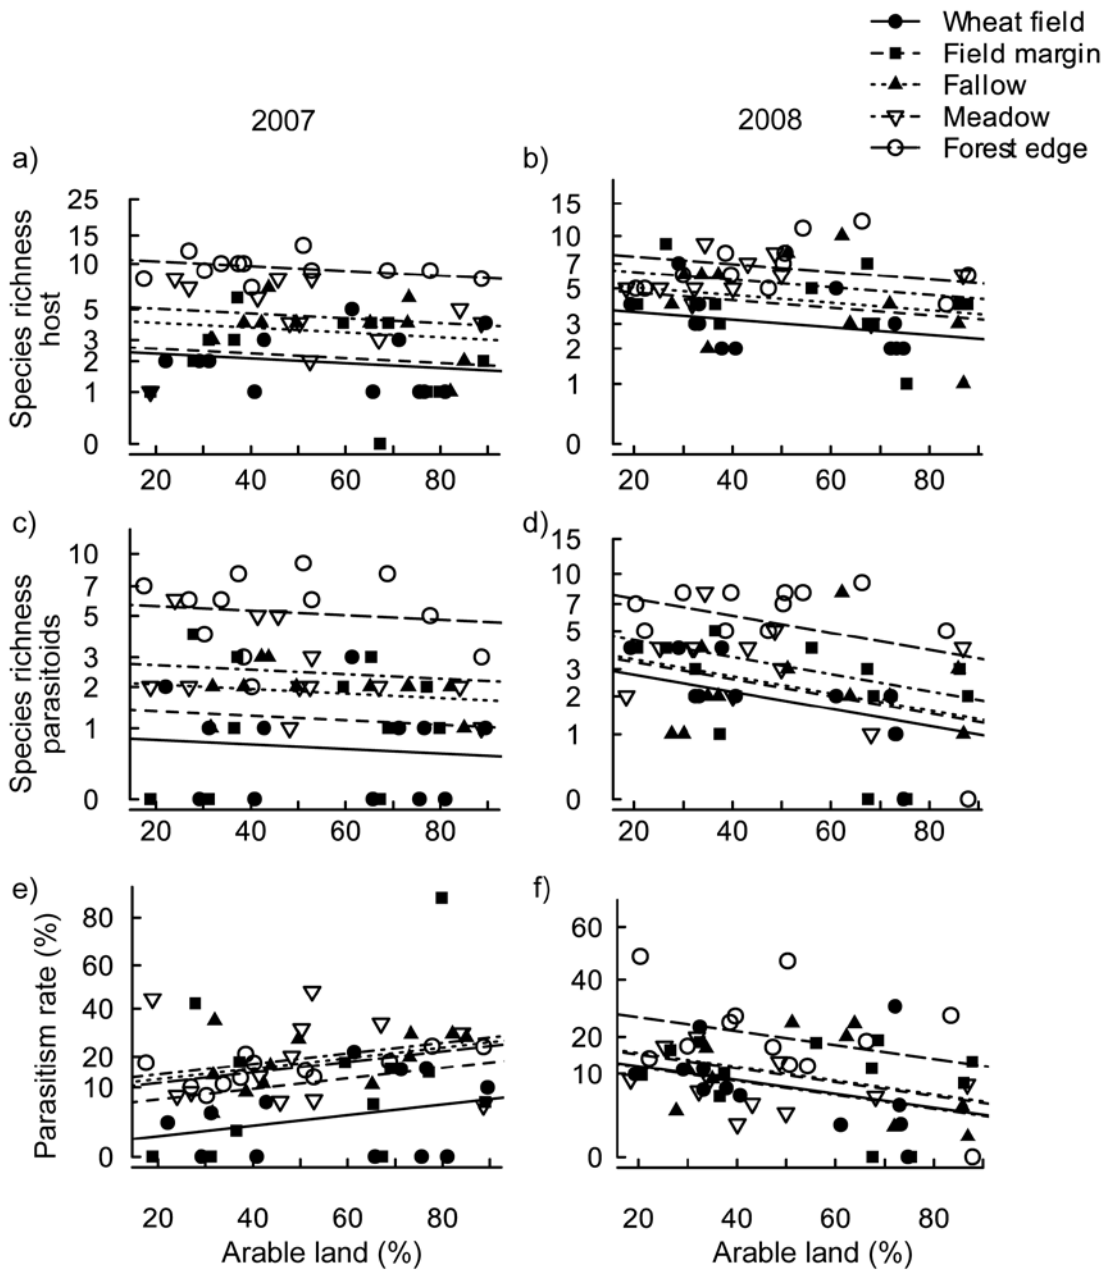 Wheat field
Field margin
Fallow
Meadow
Forest edge
2007
2008
a)
b)
Species richness
host
25
15
10
5
3
2
1
0
20 40 60 80
15
10
7
5
3
2
1
0
20 40 60 80
c)
d)
Species richness
parasitoids
10
7
5
3
2
1
0
20 40 60 80
15
10
7
5
3
2
1
0
20 40 60 80
e)
f)
Parasitism rate (%)
80
60
40
20
10
0
20 40 60 80
Arable land (%)
60
40
20
10
0
20 40 60 80
Arable land (%)